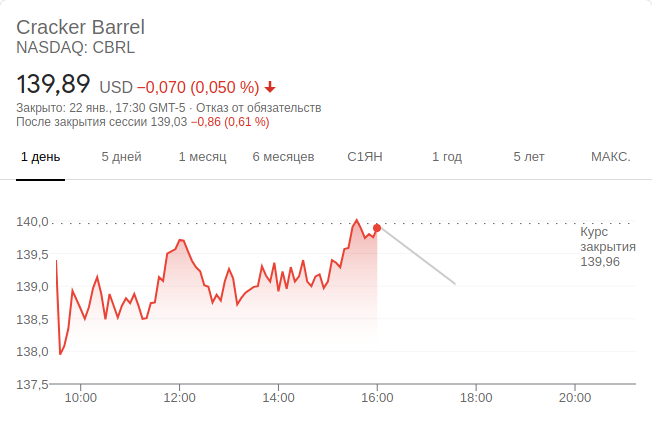 Cracker Barrel
NASDAQ: CBRL
139,89 USD −0,070 (0,050 %)
Закрыто: 22 янв., 17:30 GMT-5 · Отказ от обязательств
После закрытия сессии 139,03 −0,86 (0,61 %)
1 день 5 дней 1 месяц 6 месяцев С1ЯН 1 год 5 лет МАКС.
140,0
Курс
закрытия
139,96
139,5
139,0
138,5
138,0
137,5
10:00 12:00 14:00 16:00 18:00 20:00